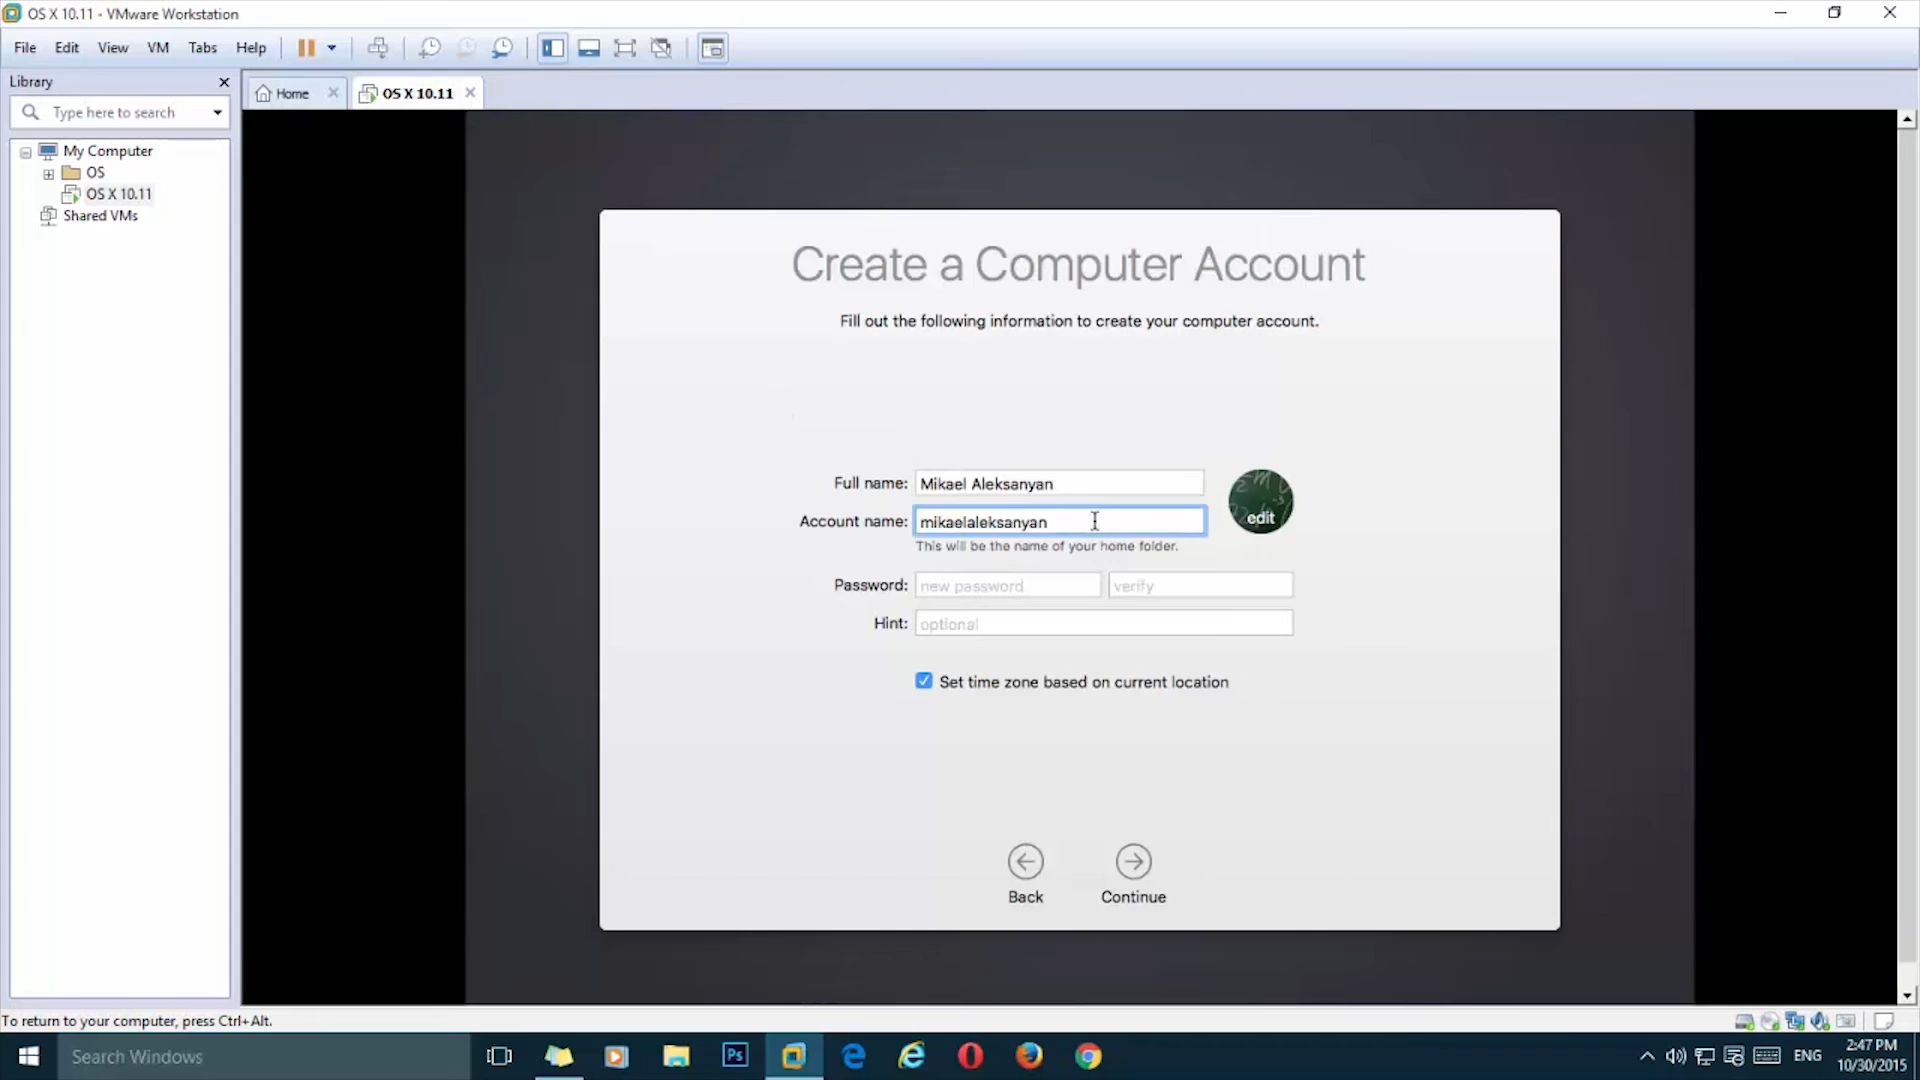 OS X 10.11 - VMware Workstation
File Edit View VM Tabs Help
Library
Type here to search
Home
OS X 10.11
My Computer
OS
OS X 10.11
Shared VMs
Create a Computer Account
Fill out the following information to create your computer account.
Full name: Mikael Aleksanyan
edit
Account name: mikaelaleksanyan
This will be the name of your home folder.
Password: new password verify
Hint: optional
Set time zone based on current location
Back Continue
To return to your computer, press Ctrl+Alt.
Search Windows
Ps
ENG
2:47 PM
10/30/2015